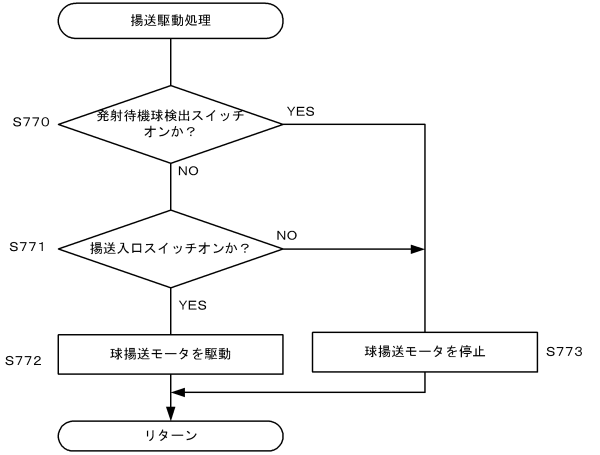 揚送駆動処理
S770
発射待機球検出スイッチ
オンか？
YES
NO
S771
揚送入口スイッチオンか？
NO
YES
S772
球揚送モータを駆動
球揚送モータを停止
S773
リターン